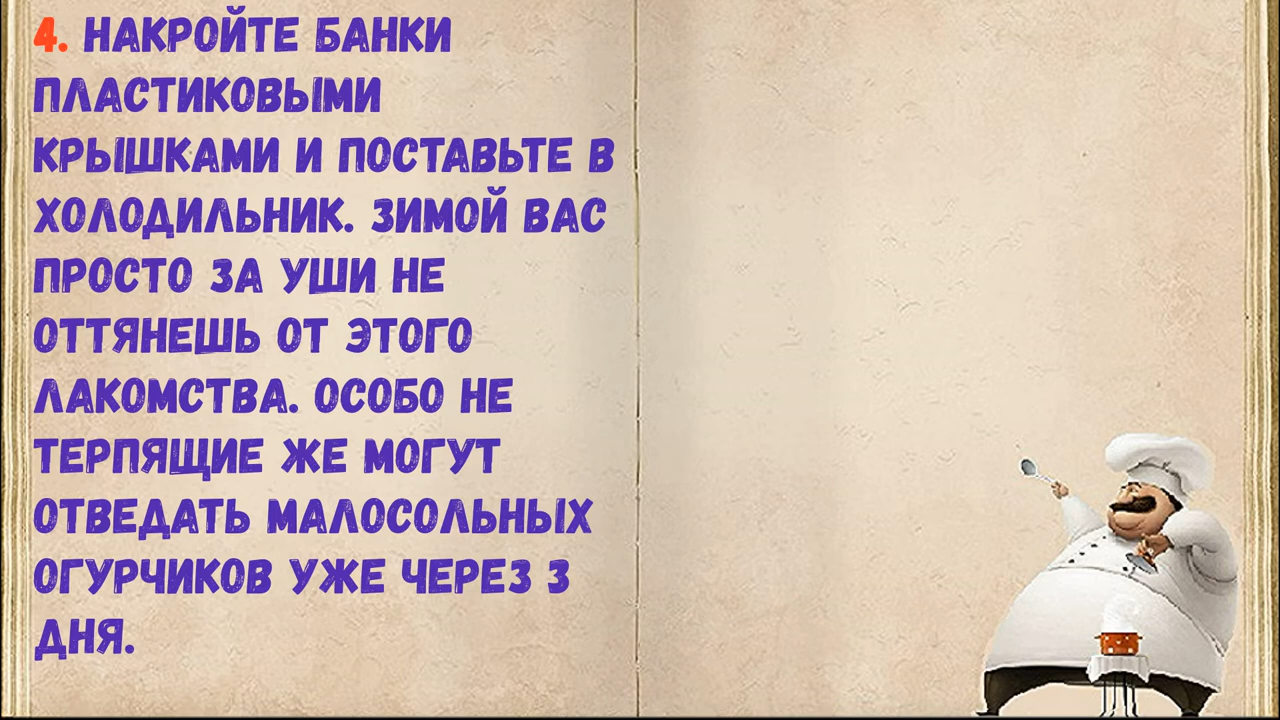 4. НАКРОЙТЕ БАНКИ
ПЛАСТИКОВЫМИ
КРЫШКАМИ И ПОСТАВЬТЕ В
ХОЛОДИЛЬНИК. ЗИМОЙ ВАС
ПРОСТО ЗА УШИ НЕ
ОТТЯНЕШЬ ОТ ЭТОГО
ЛАКОМСТВА. ОСОБО НЕ
ТЕРПЯЩИЕ ЖЕ МОГУТ
ОТВЕДАТЬ МАЛОСОЛЬНЫХ
ОГУРЧИКОВ УЖЕ ЧЕРЕЗ 3
ДНЯ.